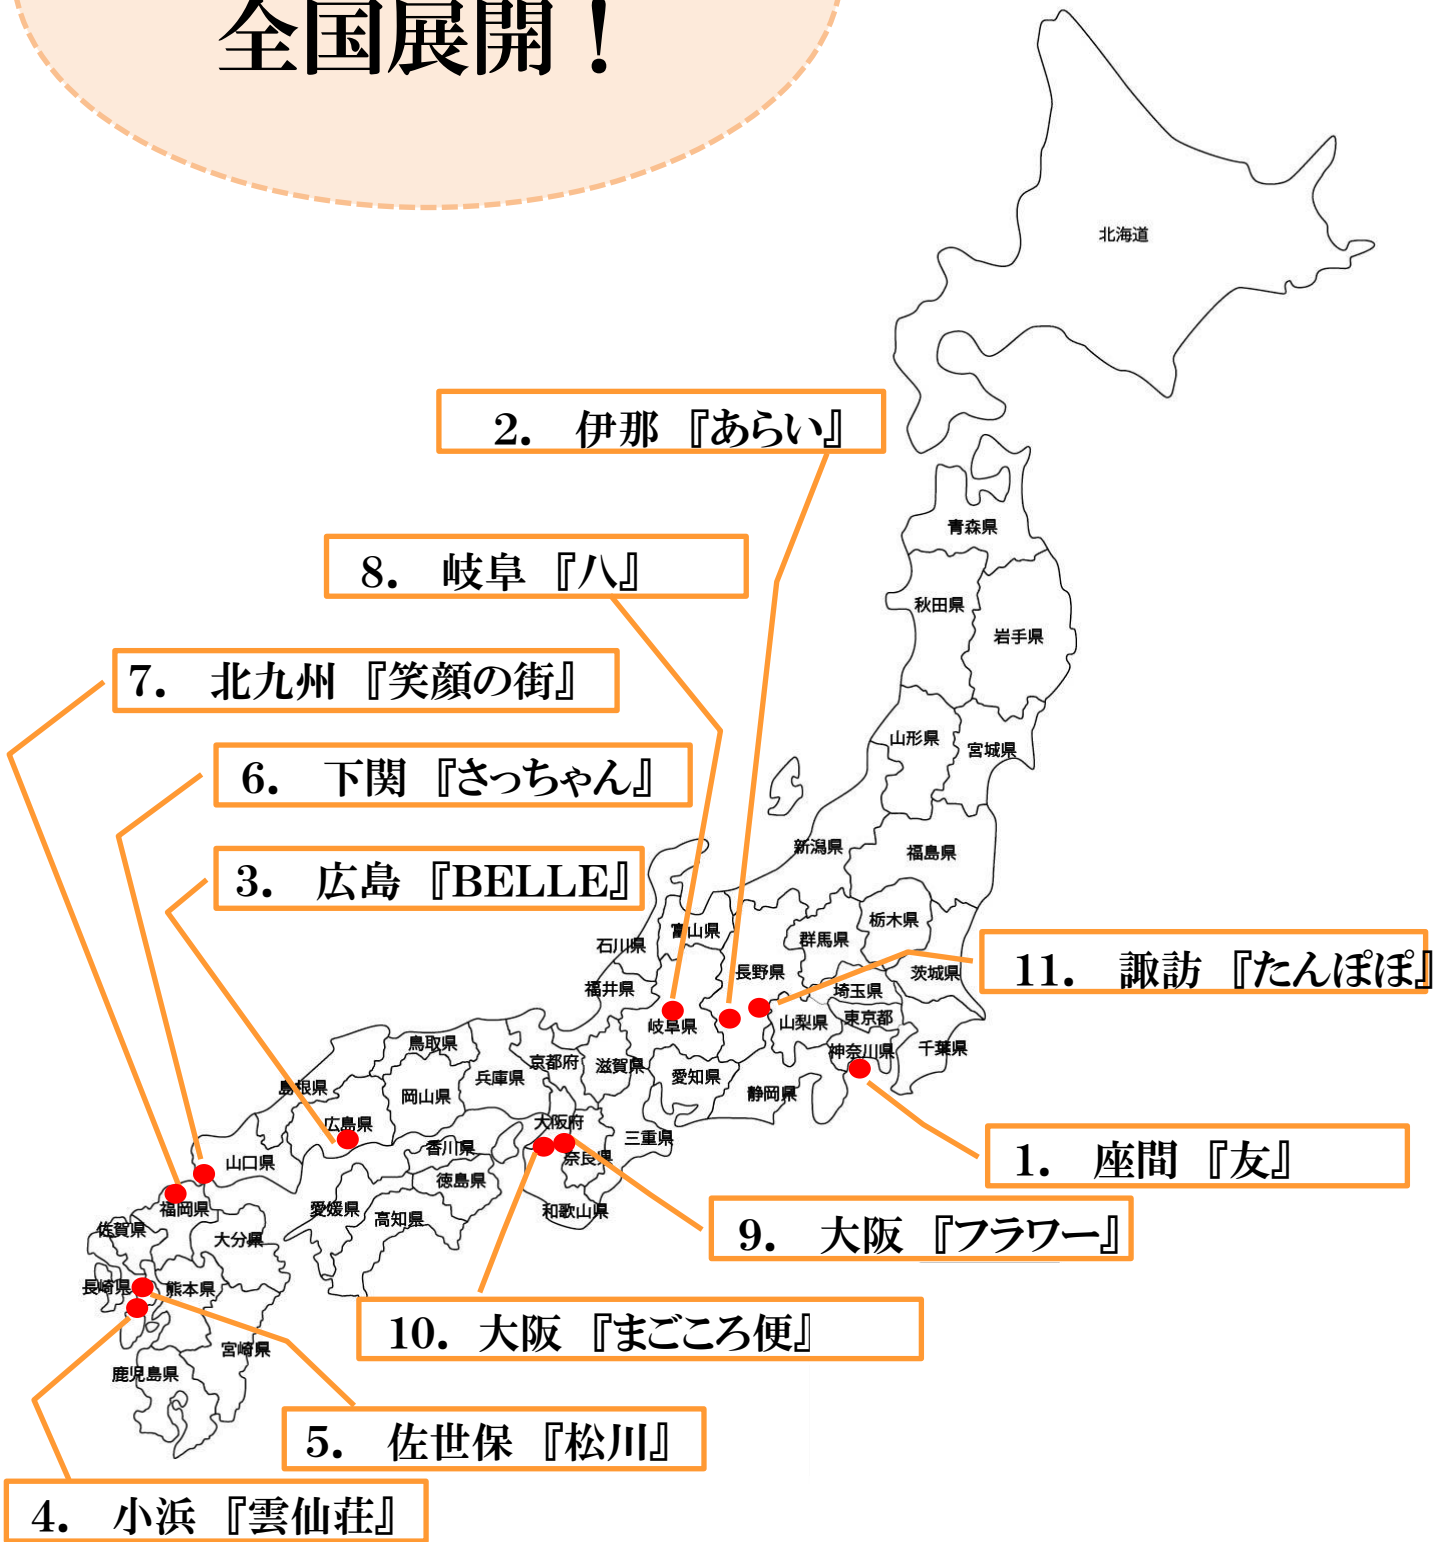 全国展開！
北海道
2. 伊那 『あらい』
青森県
8. 岐阜 『八』
秋田県
岩手県
7. 北九州 『笑顔の街』
山形県
宮城県
6. 下関 『さっちゃん』
新潟県
福島県
3. 広島 『BELLE』
栃木県
富山県
群馬県
石川県
長野県
茨城県
11. 諏訪 『たんぽぽ』
福井県
埼玉県
岐阜県
山梨県
東京都
鳥取県
京都府
滋賀県
神奈川県
千葉県
兵庫県
愛知県
島根県
岡山県
静岡県
広島県
大阪府
三重県
香川県
奈良県
山口県
1. 座間 『友』
徳島県
福岡県
愛媛県
高知県
和歌山県
佐賀県
大分県
9. 大阪 『フラワー』
長崎県
熊本県
10. 大阪 『まごころ便』
宮崎県
鹿児島県
5. 佐世保 『松川』
4. 小浜 『雲仙荘』